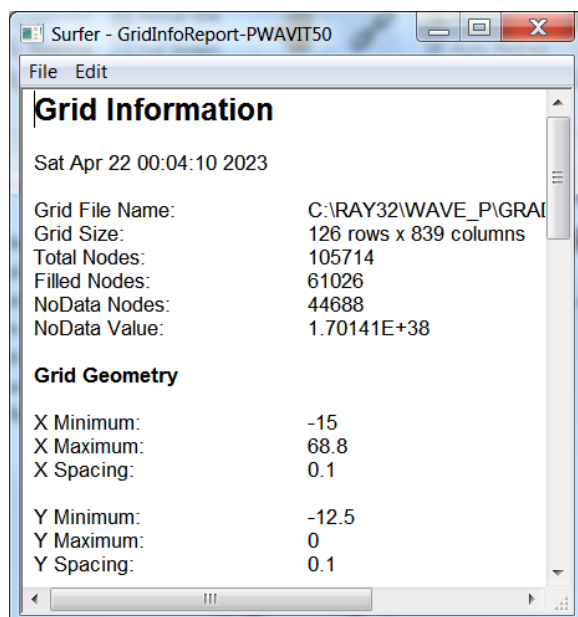 Surfer - GridInfoReport-PWAVIT50
File Edit
Grid Information
Sat Apr 22 00:04:10 2023
Grid File Name: C:\RAY32\WAVE_P\GRA
Grid Size: 126 rows x 839 columns
Total Nodes: 105714
Filled Nodes: 61026
NoData Nodes: 44688
NoData Value: 1.70141E+38
Grid Geometry
X Minimum: -15
X Maximum: 68.8
X Spacing: 0.1
Y Minimum: -12.5
Y Maximum: 0
Y Spacing: 0.1